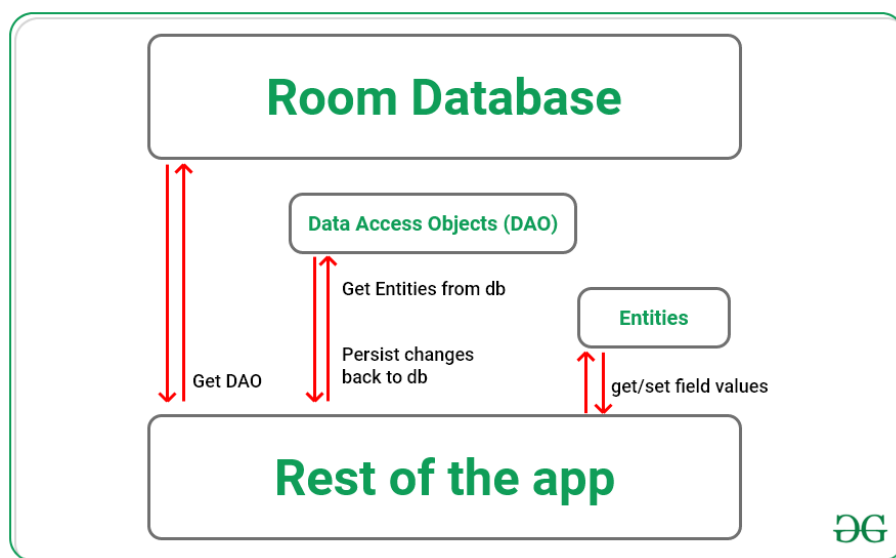 Room Database
Data Access Objects (DAO)
Get Entities from db
Entities
Persist changes
back to db
Get DAO
get/set field values
Rest of the app